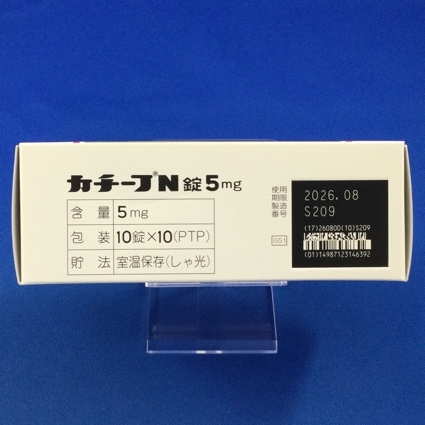 カチーフ®N錠5mg
含量 5mg
包装 10錠×10(PTP)
貯法 室温保存(しゃ光)
使用
期限
製造
番号
2026.08
S209
GS1
(17)260800(10)S209
(01)14987123146392